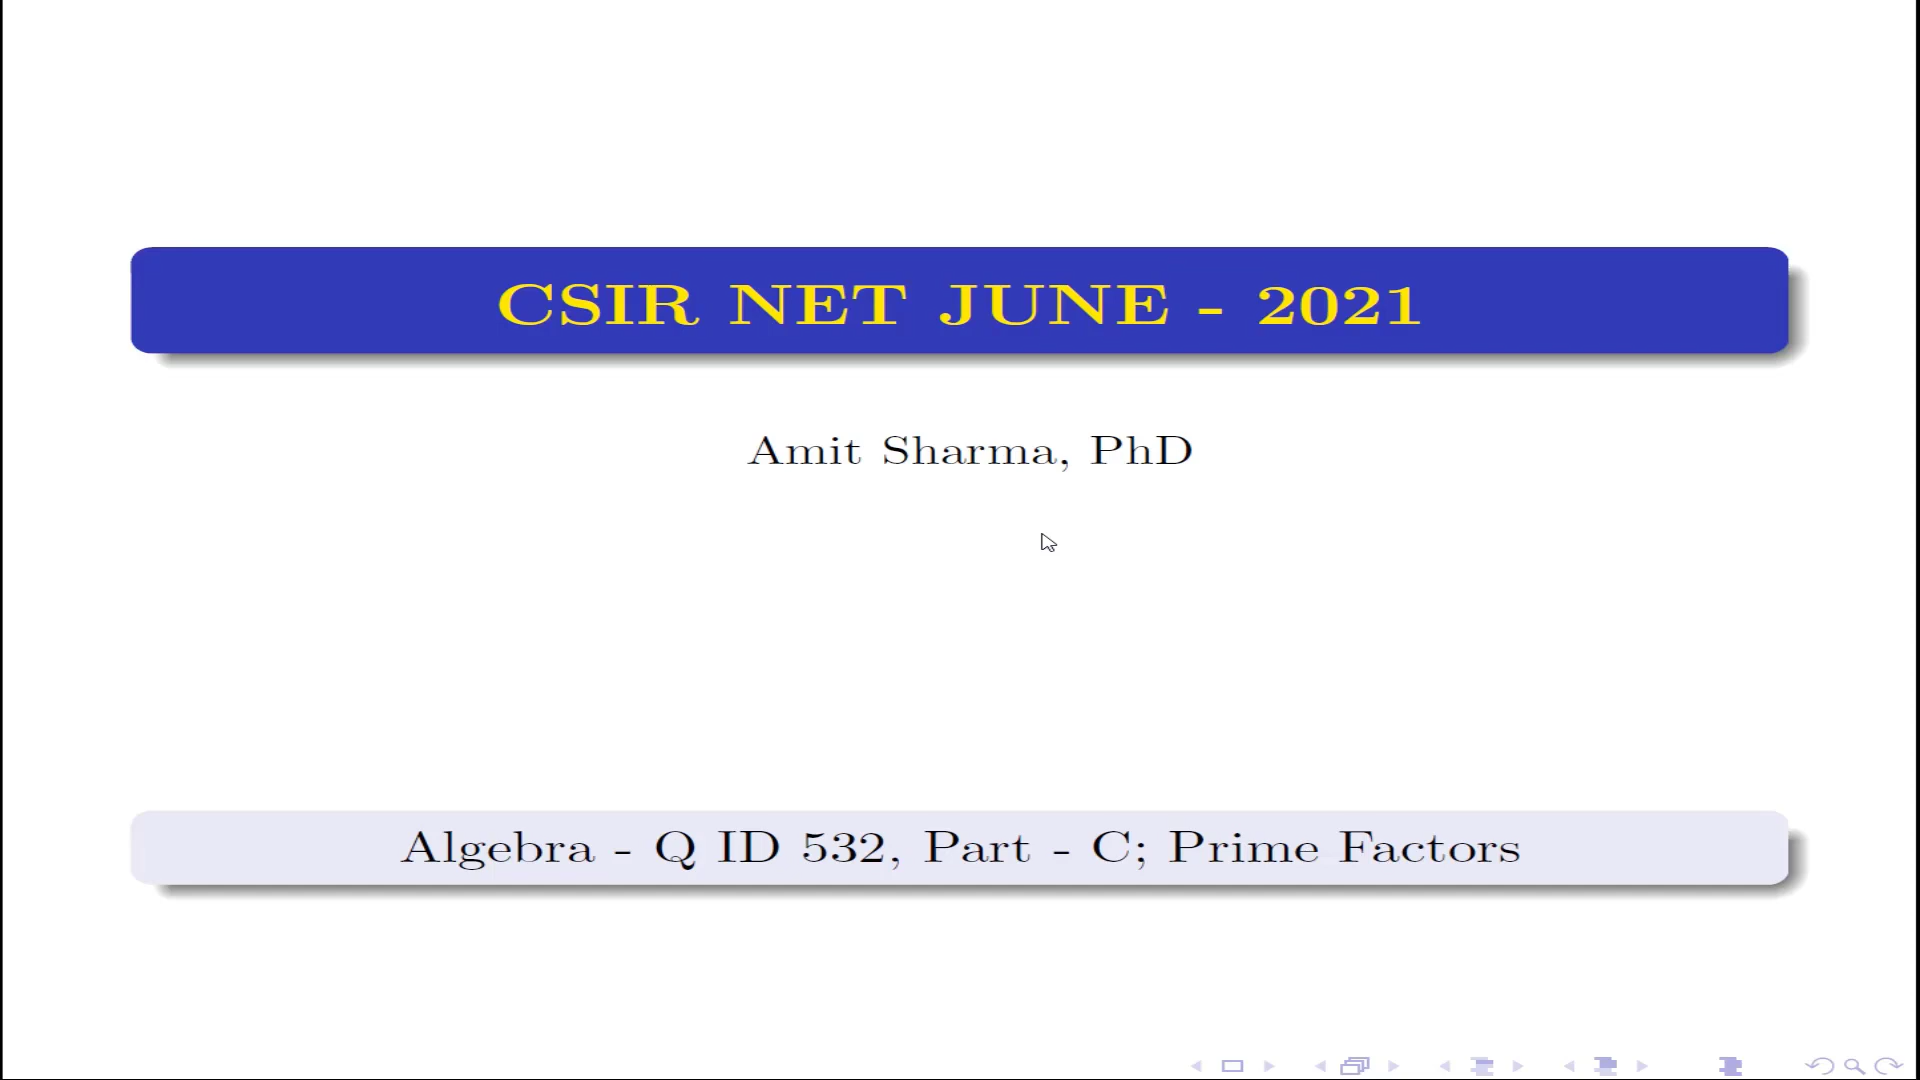 CSIR NET JUNE - 2021
Amit Sharma, PhD
Algebra - Q ID 532, Part - C; Prime Factors